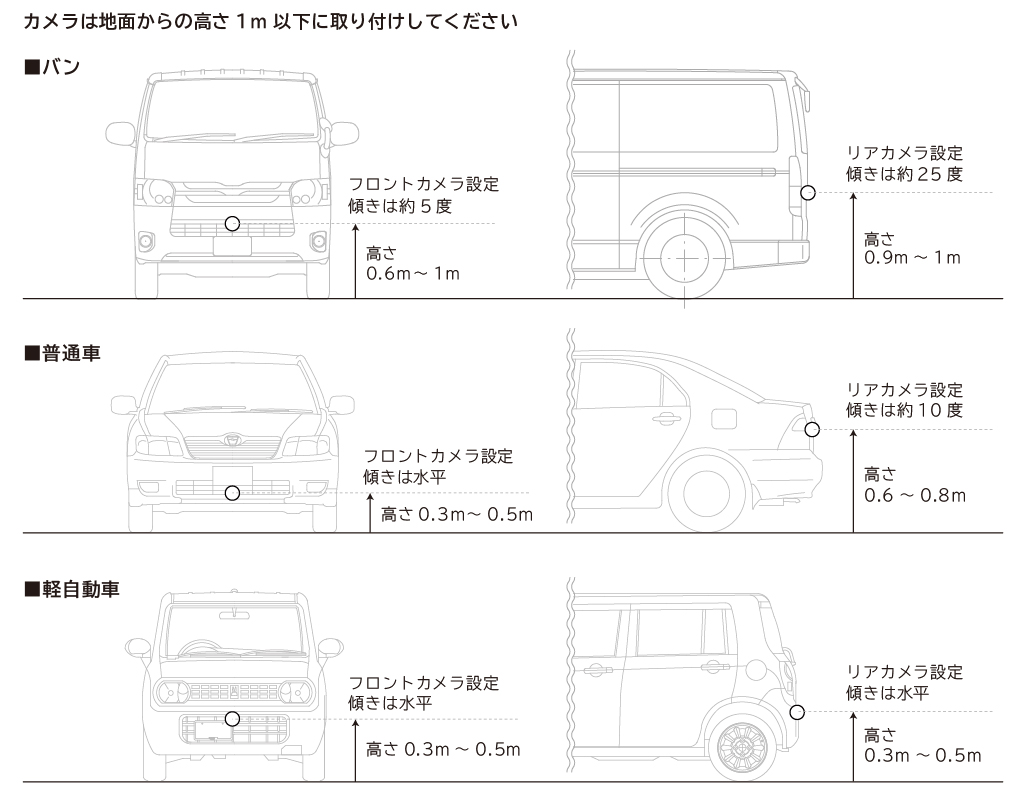 カメラは地面からの高さ1m以下に取り付けしてください
■バン
フロントカメラ設定
傾きは約5度
高さ
0.6m～1m
リアカメラ設定
傾きは約25度
高さ
0.9m～1m
■普通車
フロントカメラ設定
傾きは水平
高さ0.3m～0.5m
リアカメラ設定
傾きは約10度
高さ
0.6～0.8m
■軽自動車
フロントカメラ設定
傾きは水平
高さ0.3m～0.5m
リアカメラ設定
傾きは水平
高さ
0.3m～0.5m